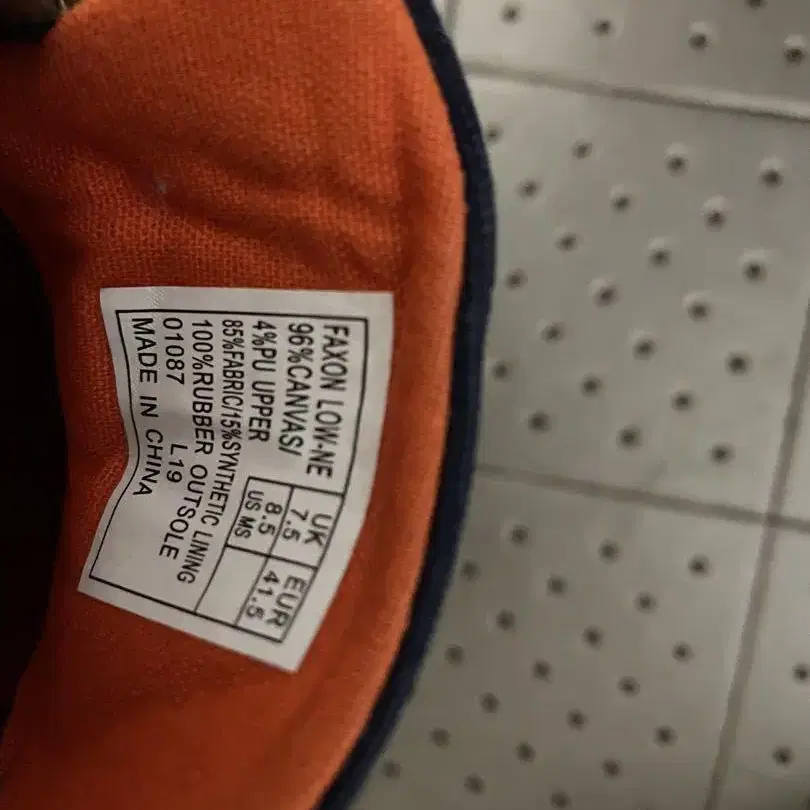 FAXON LOW-NE
96%CANVAS/
4%PU UPPER
85%FABRIC/15%SYNTHETIC LINING
100%RUBBER OUTSOLE
01087 L19
MADE IN CHINA
UK EUR
7.5 41.5
8.5
US MS